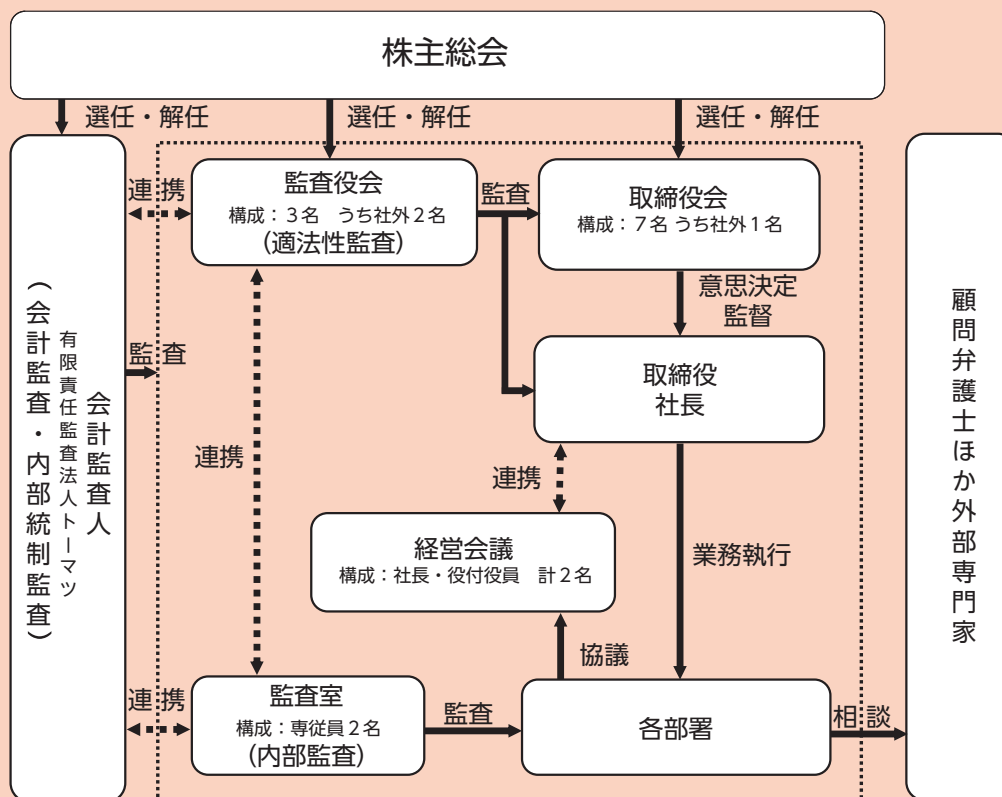 株主総会
選任・解任
選任・解任
選任・解任
監査役会
構成：３名　うち社外２名
(適法性監査)
連携
監査
取締役会
構成：７名 うち社外１名
意思決定
監督
取締役
社長
監査
会計監査人
有限責任監査法人トーマツ
(会計監査・内部統制監査)
連携
連携
経営会議
構成：社長・役付役員　計２名
業務執行
協議
連携
監査室
構成：専従員２名
(内部監査)
監査
各部署
相談
顧問弁護士ほか外部専門家